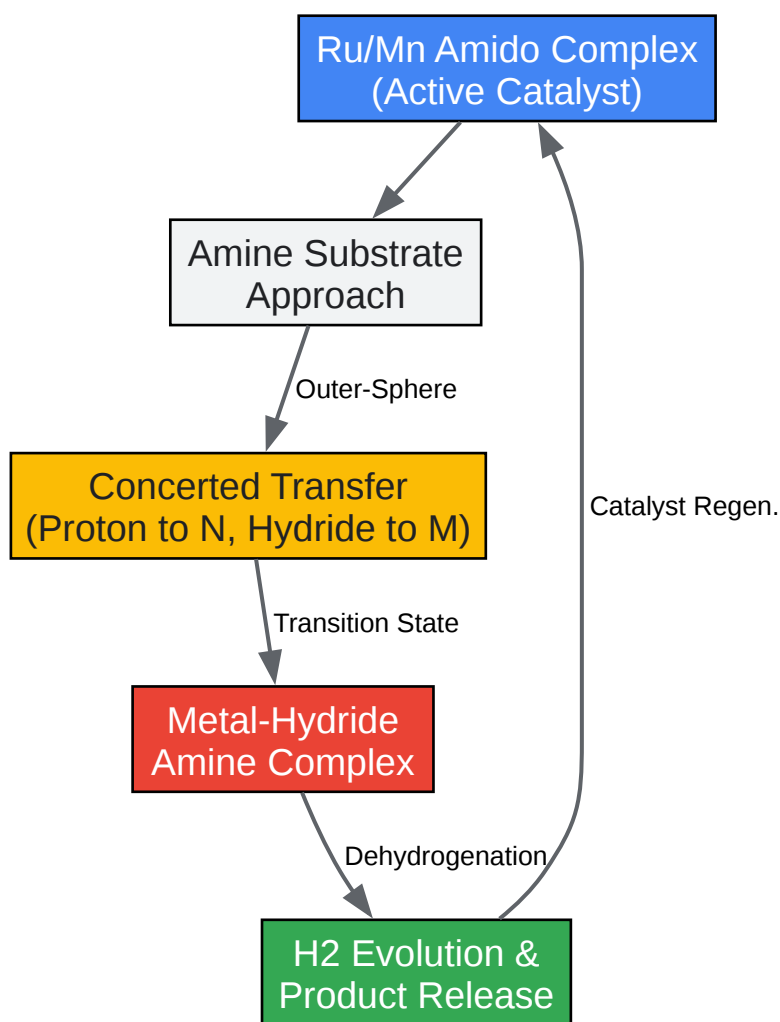 Ru/Mn Amido Complex
(Active Catalyst)
Amine Substrate
Approach
Outer-Sphere
Concerted Transfer
(Proton to N, Hydride to M)
Catalyst Regen.
Transition State
Metal-Hydride
Amine Complex
Dehydrogenation
H2 Evolution &
Product Release